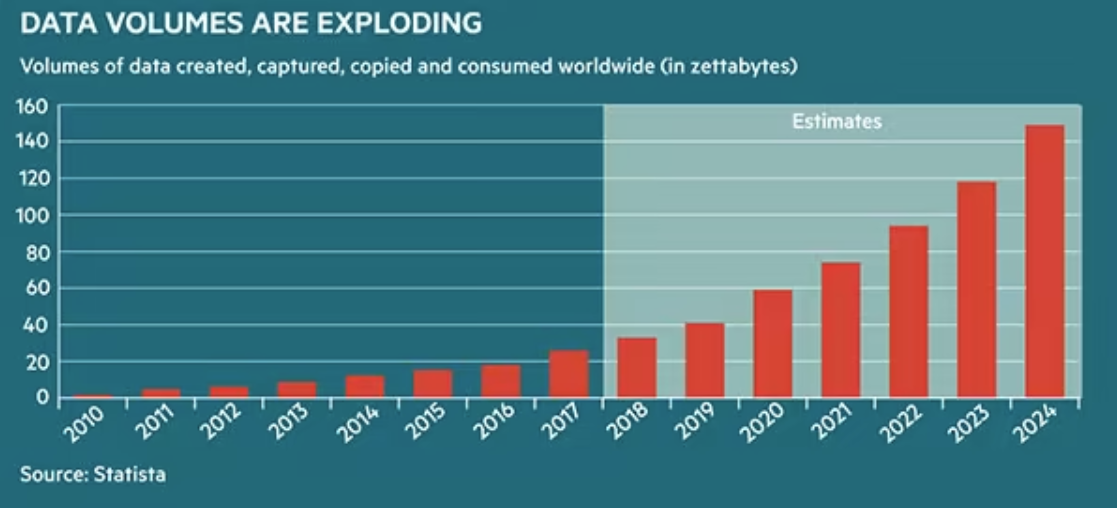 DATA VOLUMES ARE EXPLODING
Volumes of data created, captured, copied and consumed worldwide (in zettabytes)
160
Estimates
140
120
100
80
60
40
20
0
2010 2011 2012 2013 2014 2015 2016 2017 2018 2019 2020 2021 2022 2023 2024
Source: Statista